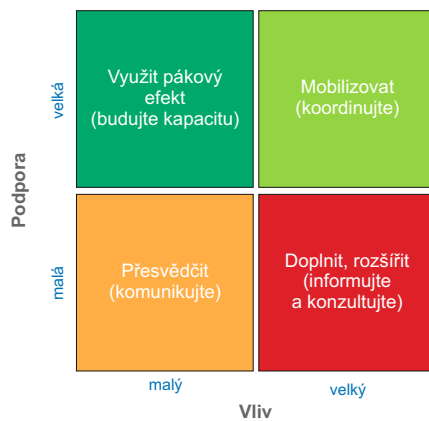 Využit pákový
efekt
(budujte kapacitu)
Mobilizovat
(koordinujte)
velká
Podpora
Přesvědčit
(komunikujte)
Doplnit, rozšířit
(informujte
a konzultujte)
malá
malý
velký
Vliv